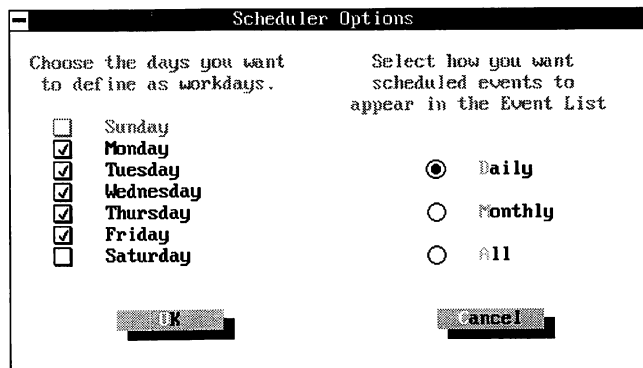 Scheduler Options
Choose the days you want
to define as workdays.
Sunday
Monday
Tuesday
Wednesday
Thursday
Friday
Saturday
Select how you want
scheduled events to
appear in the Event List
Daily
Monthly
All
OK
Cancel